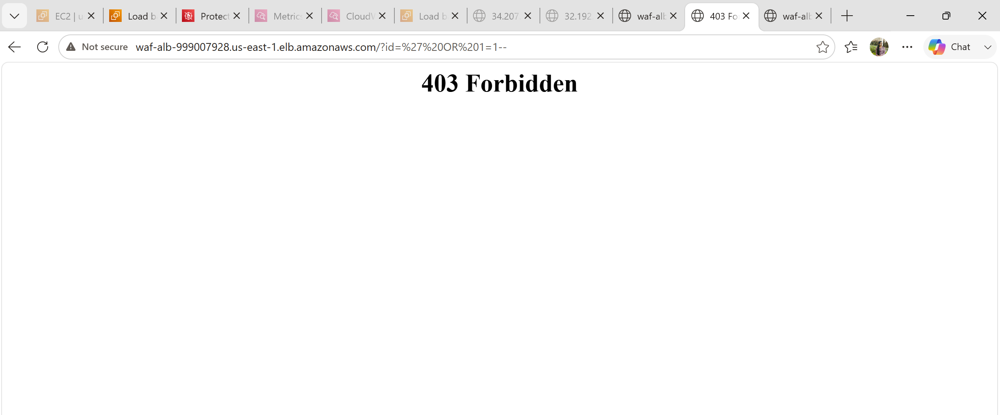 EC2 | u
Load b
Protect
Metrics
CloudW
Load b
34.207.
32.192.
waf-alb
403 Fo
waf-alb
Not secure
waf-alb-999007928.us-east-1.elb.amazonaws.com/?id=%27%20OR%201=1--
Chat
403 Forbidden